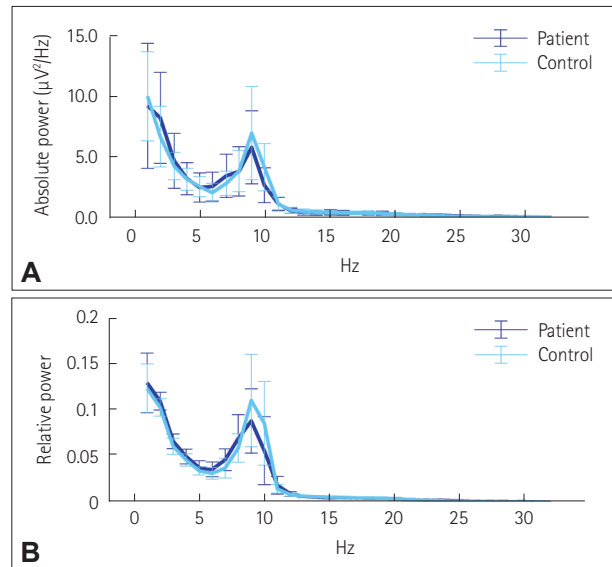 15.0
10.0
5.0
0.0
Absolute power (μV²/Hz)
Patient
Control
0 5 10 15 20 25 30
Hz
A
0.2
0.15
0.1
0.05
0
Relative power
Patient
Control
0 5 10 15 20 25 30
Hz
B